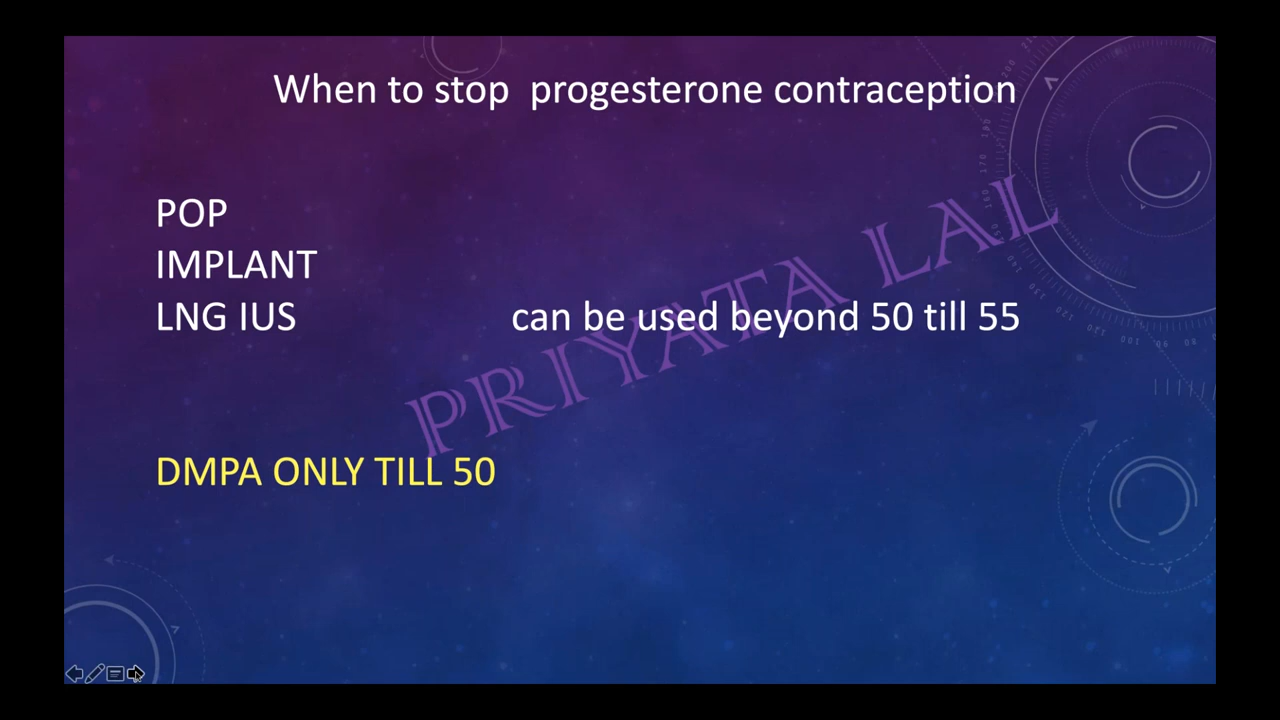 When to stop progesterone contraception
POP
IMPLANT
LNG IUS can be used beyond 50 till 55
PRIYATA LAL
DMPA ONLY TILL 50